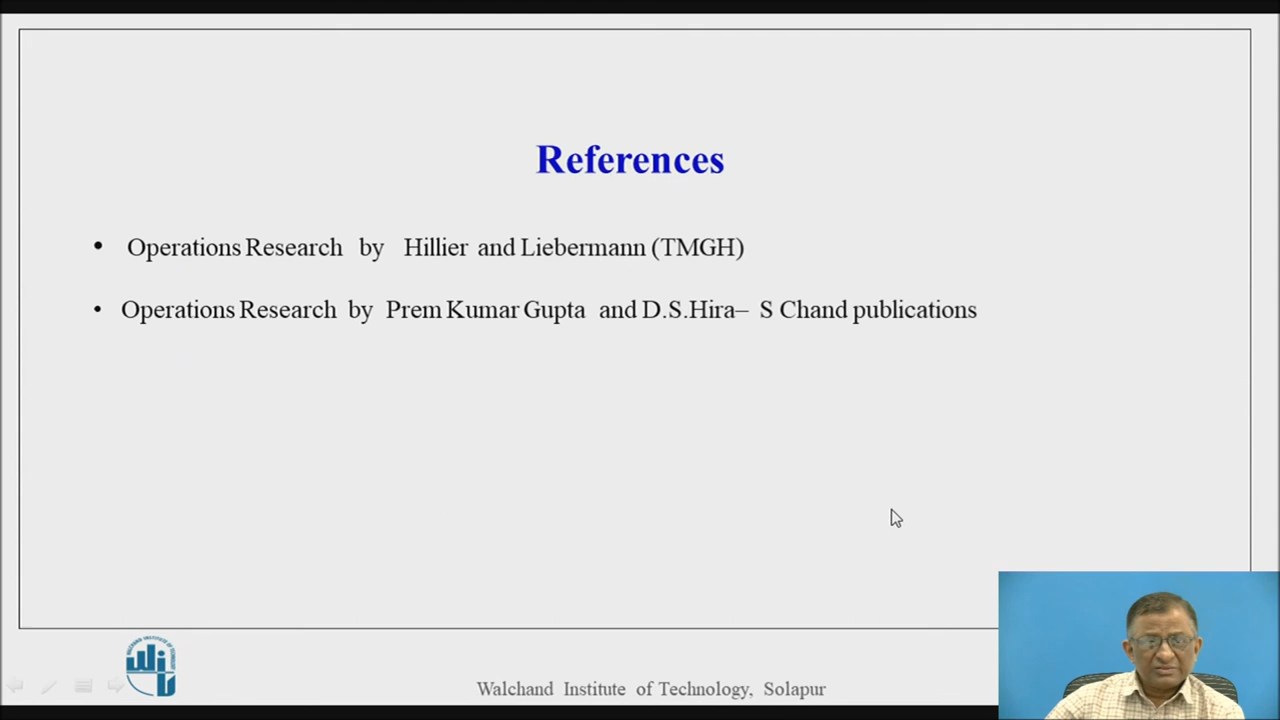 References
• Operations Research by Hillier and Liebermann (TMGH)
• Operations Research by Prem Kumar Gupta and D.S.Hira– S Chand publications
Walchand Institute of Technology, Solapur